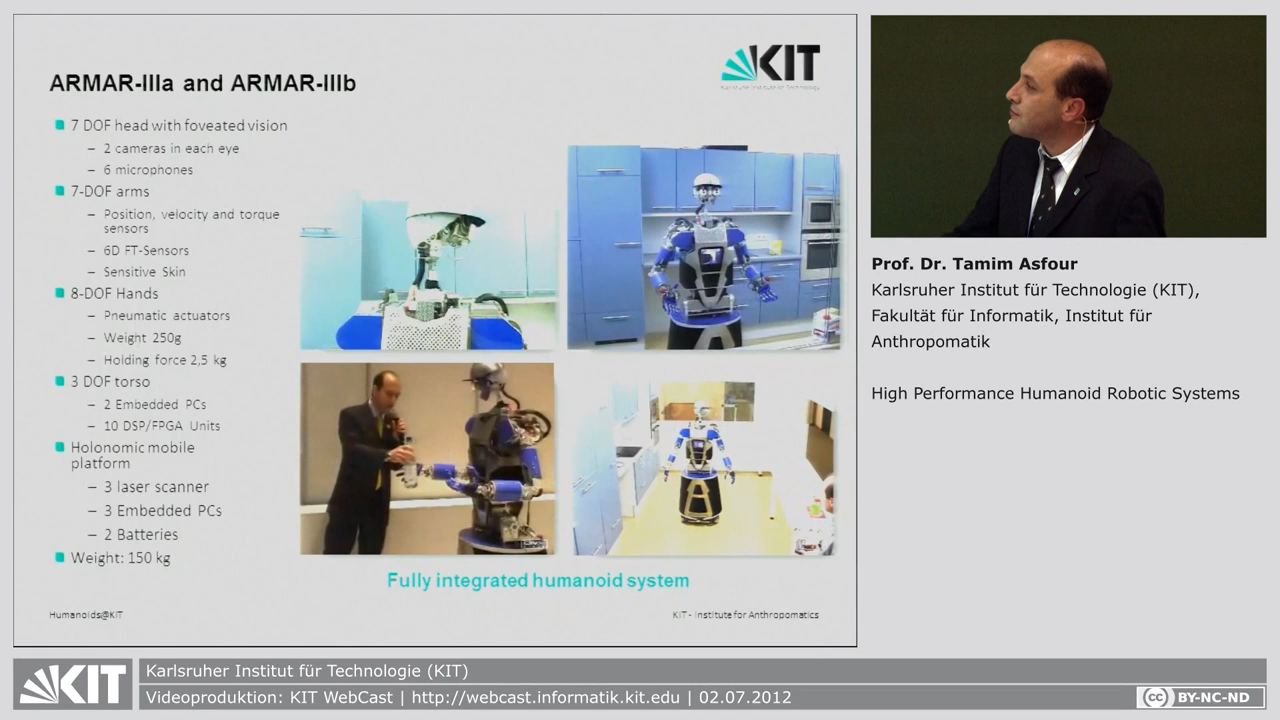 ARMAR-IIIa and ARMAR-IIIb
KIT
Karlsruhe Institute of Technology
7 DOF head with foveated vision
– 2 cameras in each eye
– 6 microphones
7-DOF arms
– Position, velocity and torque
sensors
– 6D FT-Sensors
– Sensitive Skin
8-DOF Hands
– Pneumatic actuators
– Weight 250g
– Holding force 2,5 kg
3 DOF torso
– 2 Embedded PCs
– 10 DSP/FPGA Units
Holonomic mobile
platform
– 3 laser scanner
– 3 Embedded PCs
– 2 Batteries
Weight: 150 kg
Fully integrated humanoid system
Humanoids@KIT
KIT - Institute for Anthropomatics
Prof. Dr. Tamim Asfour
Karlsruher Institut für Technologie (KIT),
Fakultät für Informatik, Institut für
Anthropomatik
High Performance Humanoid Robotic Systems
KIT
Karlsruher Institut für Technologie (KIT)
Videoproduktion: KIT WebCast | http://webcast.informatik.kit.edu | 02.07.2012
cc BY-NC-ND